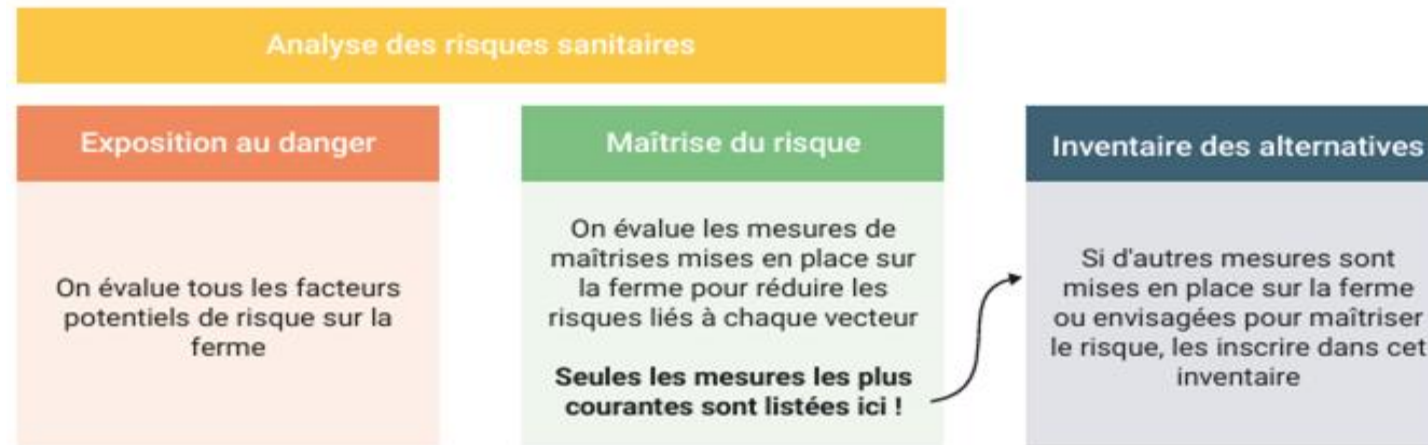 Analyse des risques sanitaires
Exposition au danger
On évalue tous les facteurs
potentiels de risque sur la
ferme
Maîtrise du risque
On évalue les mesures de
maîtrises mises en place sur
la ferme pour réduire les
risques liés à chaque vecteur
Seules les mesures les plus
courantes sont listées ici !
Inventaire des alternatives
Si d'autres mesures sont
mises en place sur la ferme
ou envisagées pour maîtriser
le risque, les inscrire dans cet
inventaire